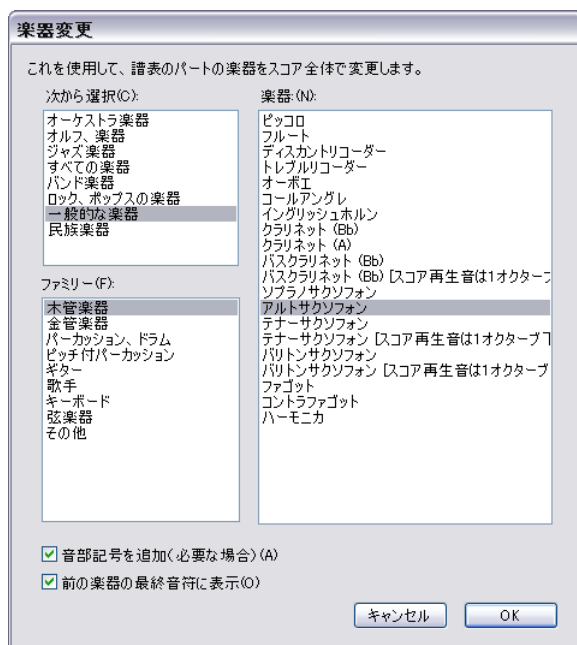 楽器変更
これを使用して、譜表のパートの楽器をスコア全体で変更します。
次から選択(C):
オーケストラ楽器
オルフ、楽器
ジャズ楽器
すべての楽器
バンド楽器
ロック、ポップスの楽器
一般的な楽器
民族楽器
ファミリー(F):
木管楽器
金管楽器
パーカッション、ドラム
ピッチ付パーカッション
ギター
歌手
キーボード
弦楽器
その他
楽器:(N):
ピッコロ
フルート
ディスカントリコーダー
トレブルリコーダー
オーボエ
コールアングレ
イングリッシュホルン
クラリネット (Bb)
クラリネット (A)
バスクラリネット (Bb)
バスクラリネット (Bb) [スコア再生音は1オクターブ
ソプラノサクソフォン
アルトサクソフォン
テナーサクソフォン
テナーサクソフォン [スコア再生音は1オクターブ下
バリトンサクソフォン
バリトンサクソフォン [スコア再生音は1オクターブ
ファゴット
コントラファゴット
ハーモニカ
音部記号を追加(必要な場合)(A)
前の楽器の最終音符に表示(O)
キャンセル
OK